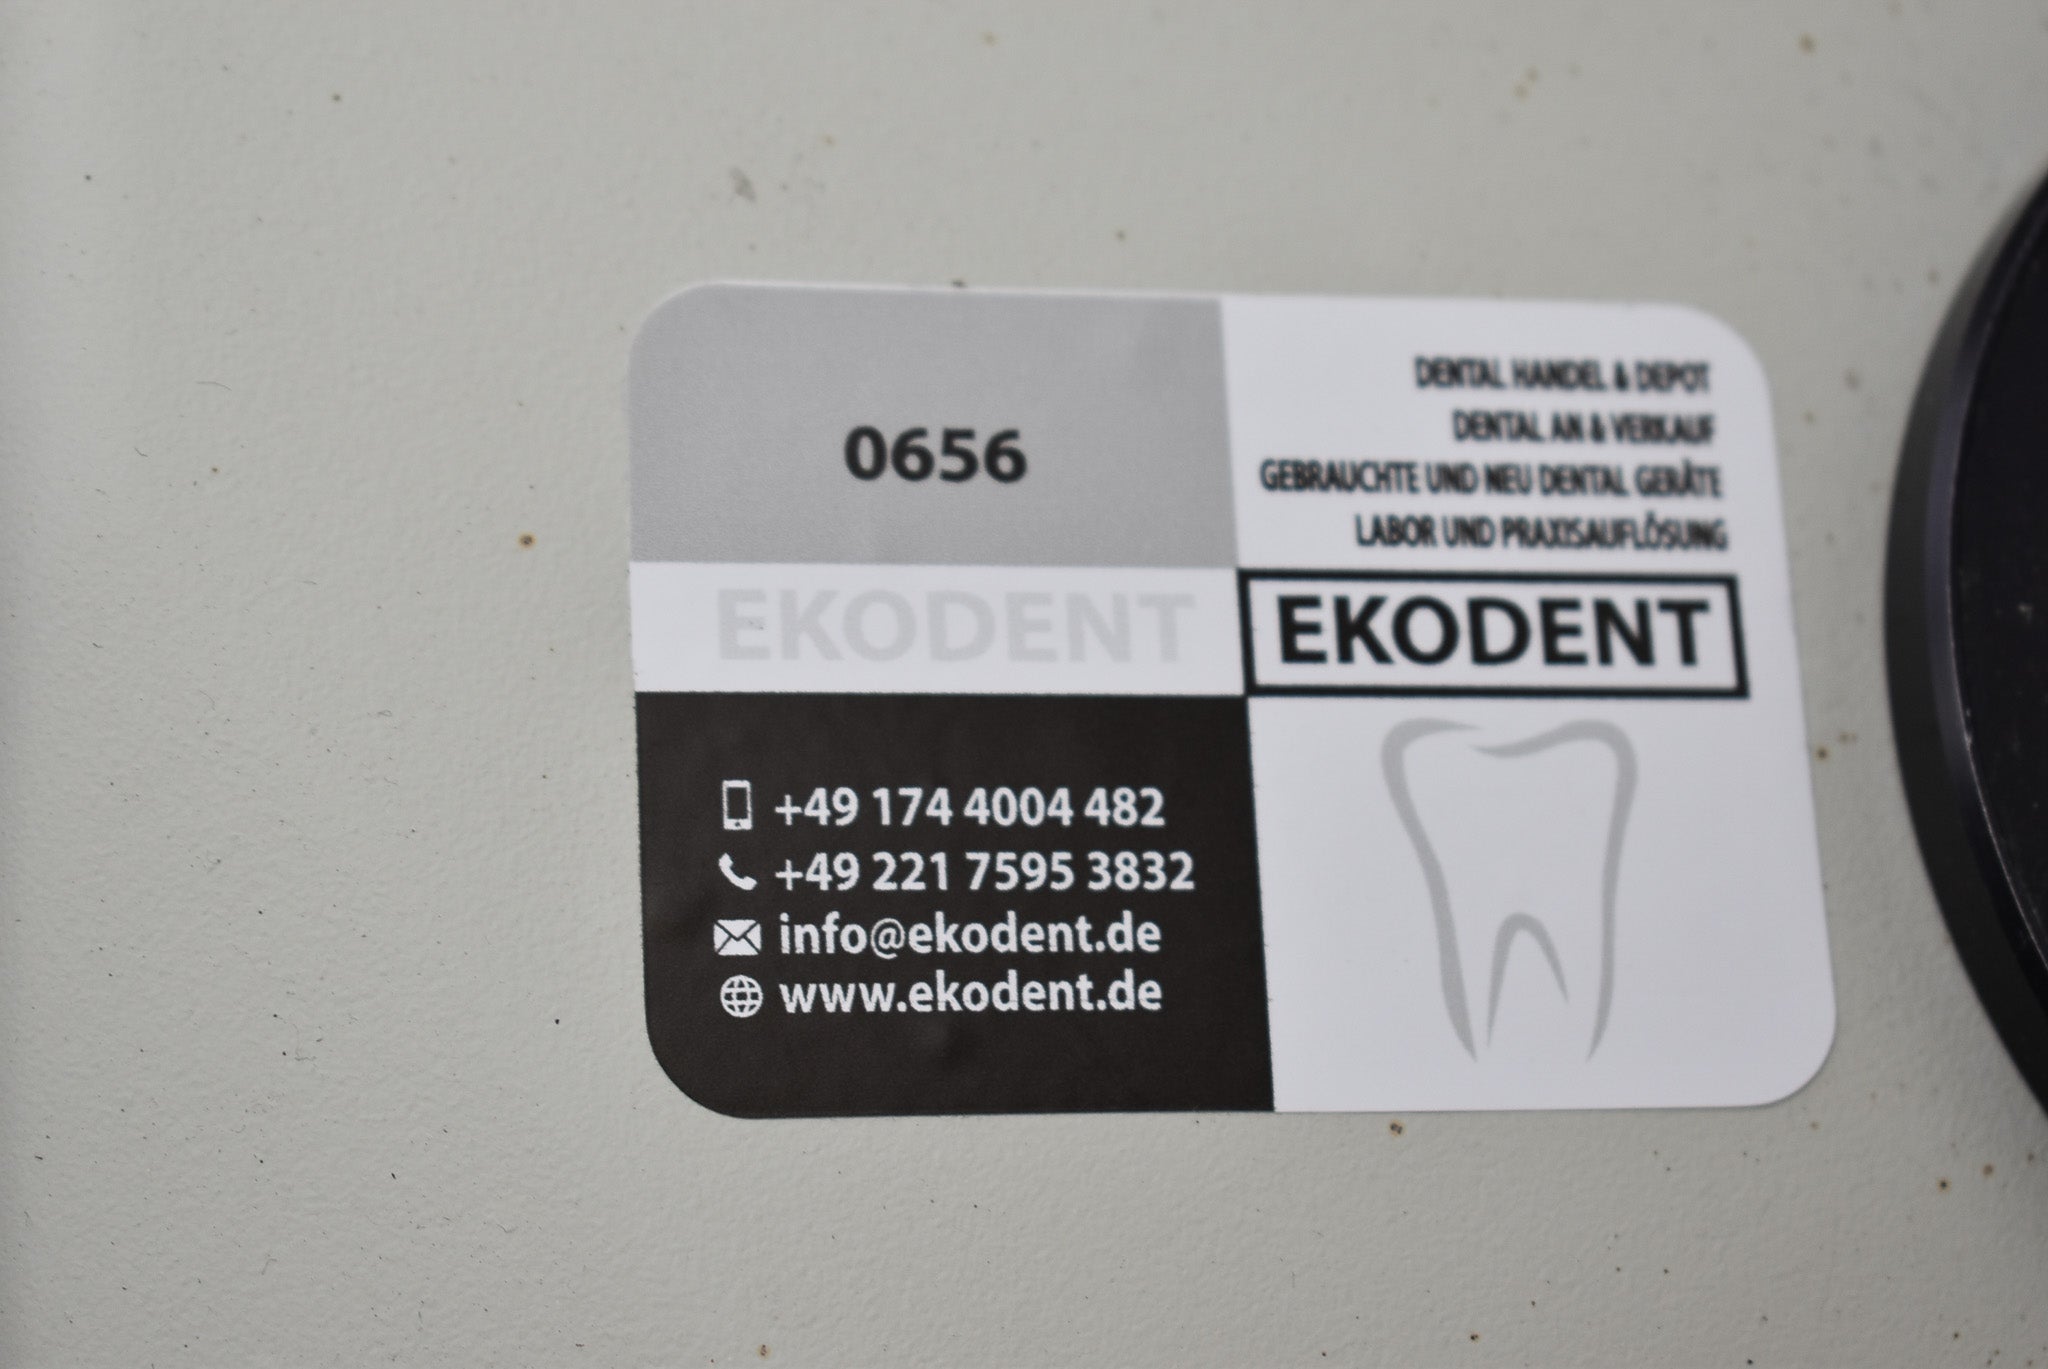 0656
EKODENT
+49 174 4004 482
+49 221 7595 3832
info@ekodent.de
www.ekodent.de
DENTAL HANDEL & DEPOT
DENTAL AN & VERKAUF
GEBRAUCHTE UND NEU DENTAL GERÄTE
LABOR UND PRAXISAUFLÖSUNG
EKODENT